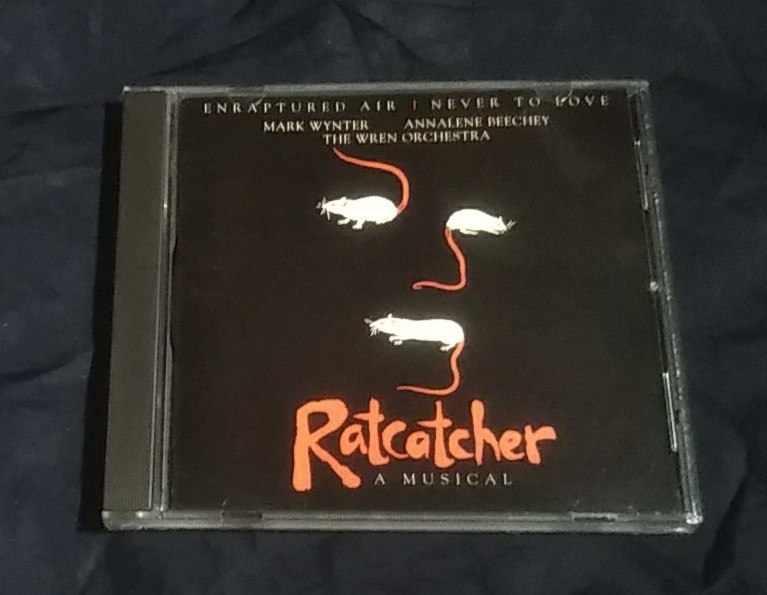 ENRAPTURED AIR | NEVER TO LOVE
MARK WYNTER ANNALENE BEECHEY
THE WREN ORCHESTRA
Ratcatcher
A MUSICAL